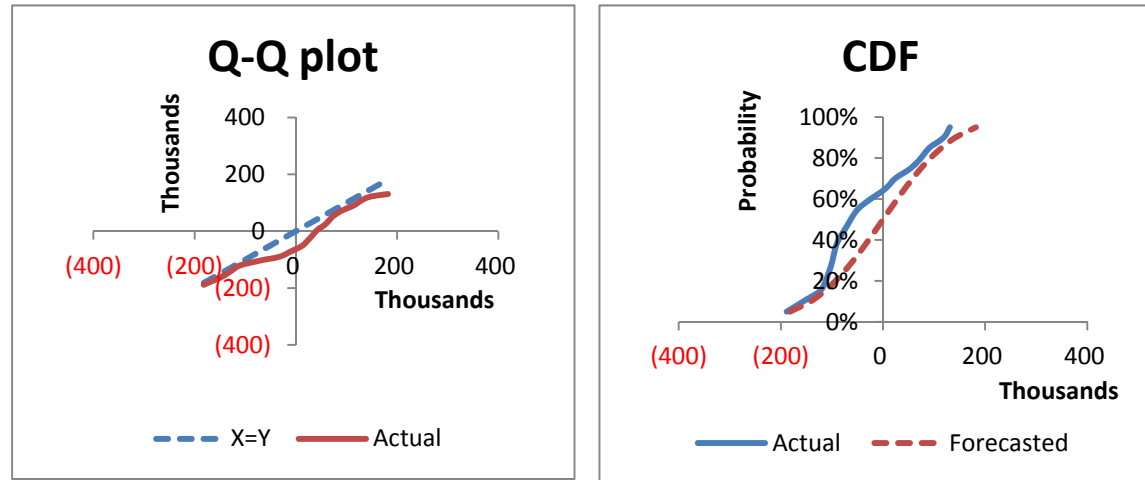 Q-Q plot
Thousands
400
200
0
(200)
(400)
(400)
(200)
0
200
400
Thousands
X=Y
Actual
CDF
Probability
100%
80%
60%
40%
20%
0%
(400)
(200)
0
200
400
Thousands
Actual
Forecasted